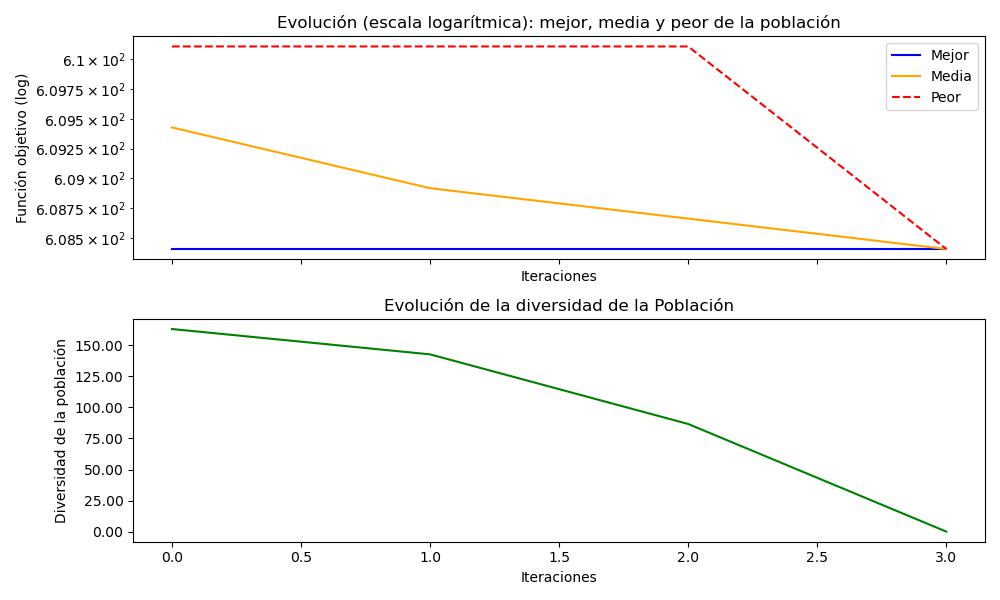 Evolución (escala logarítmica): mejor, media y peor de la población
Función objetivo (log)
6.1 × 10²
6.0975 × 10²
6.095 × 10²
6.0925 × 10²
6.09 × 10²
6.0875 × 10²
6.085 × 10²
Mejor
Media
Peor
Iteraciones
Evolución de la diversidad de la Población
Diversidad de la población
150.00
125.00
100.00
75.00
50.00
25.00
0.00
0.0 0.5 1.0 1.5 2.0 2.5 3.0
Iteraciones